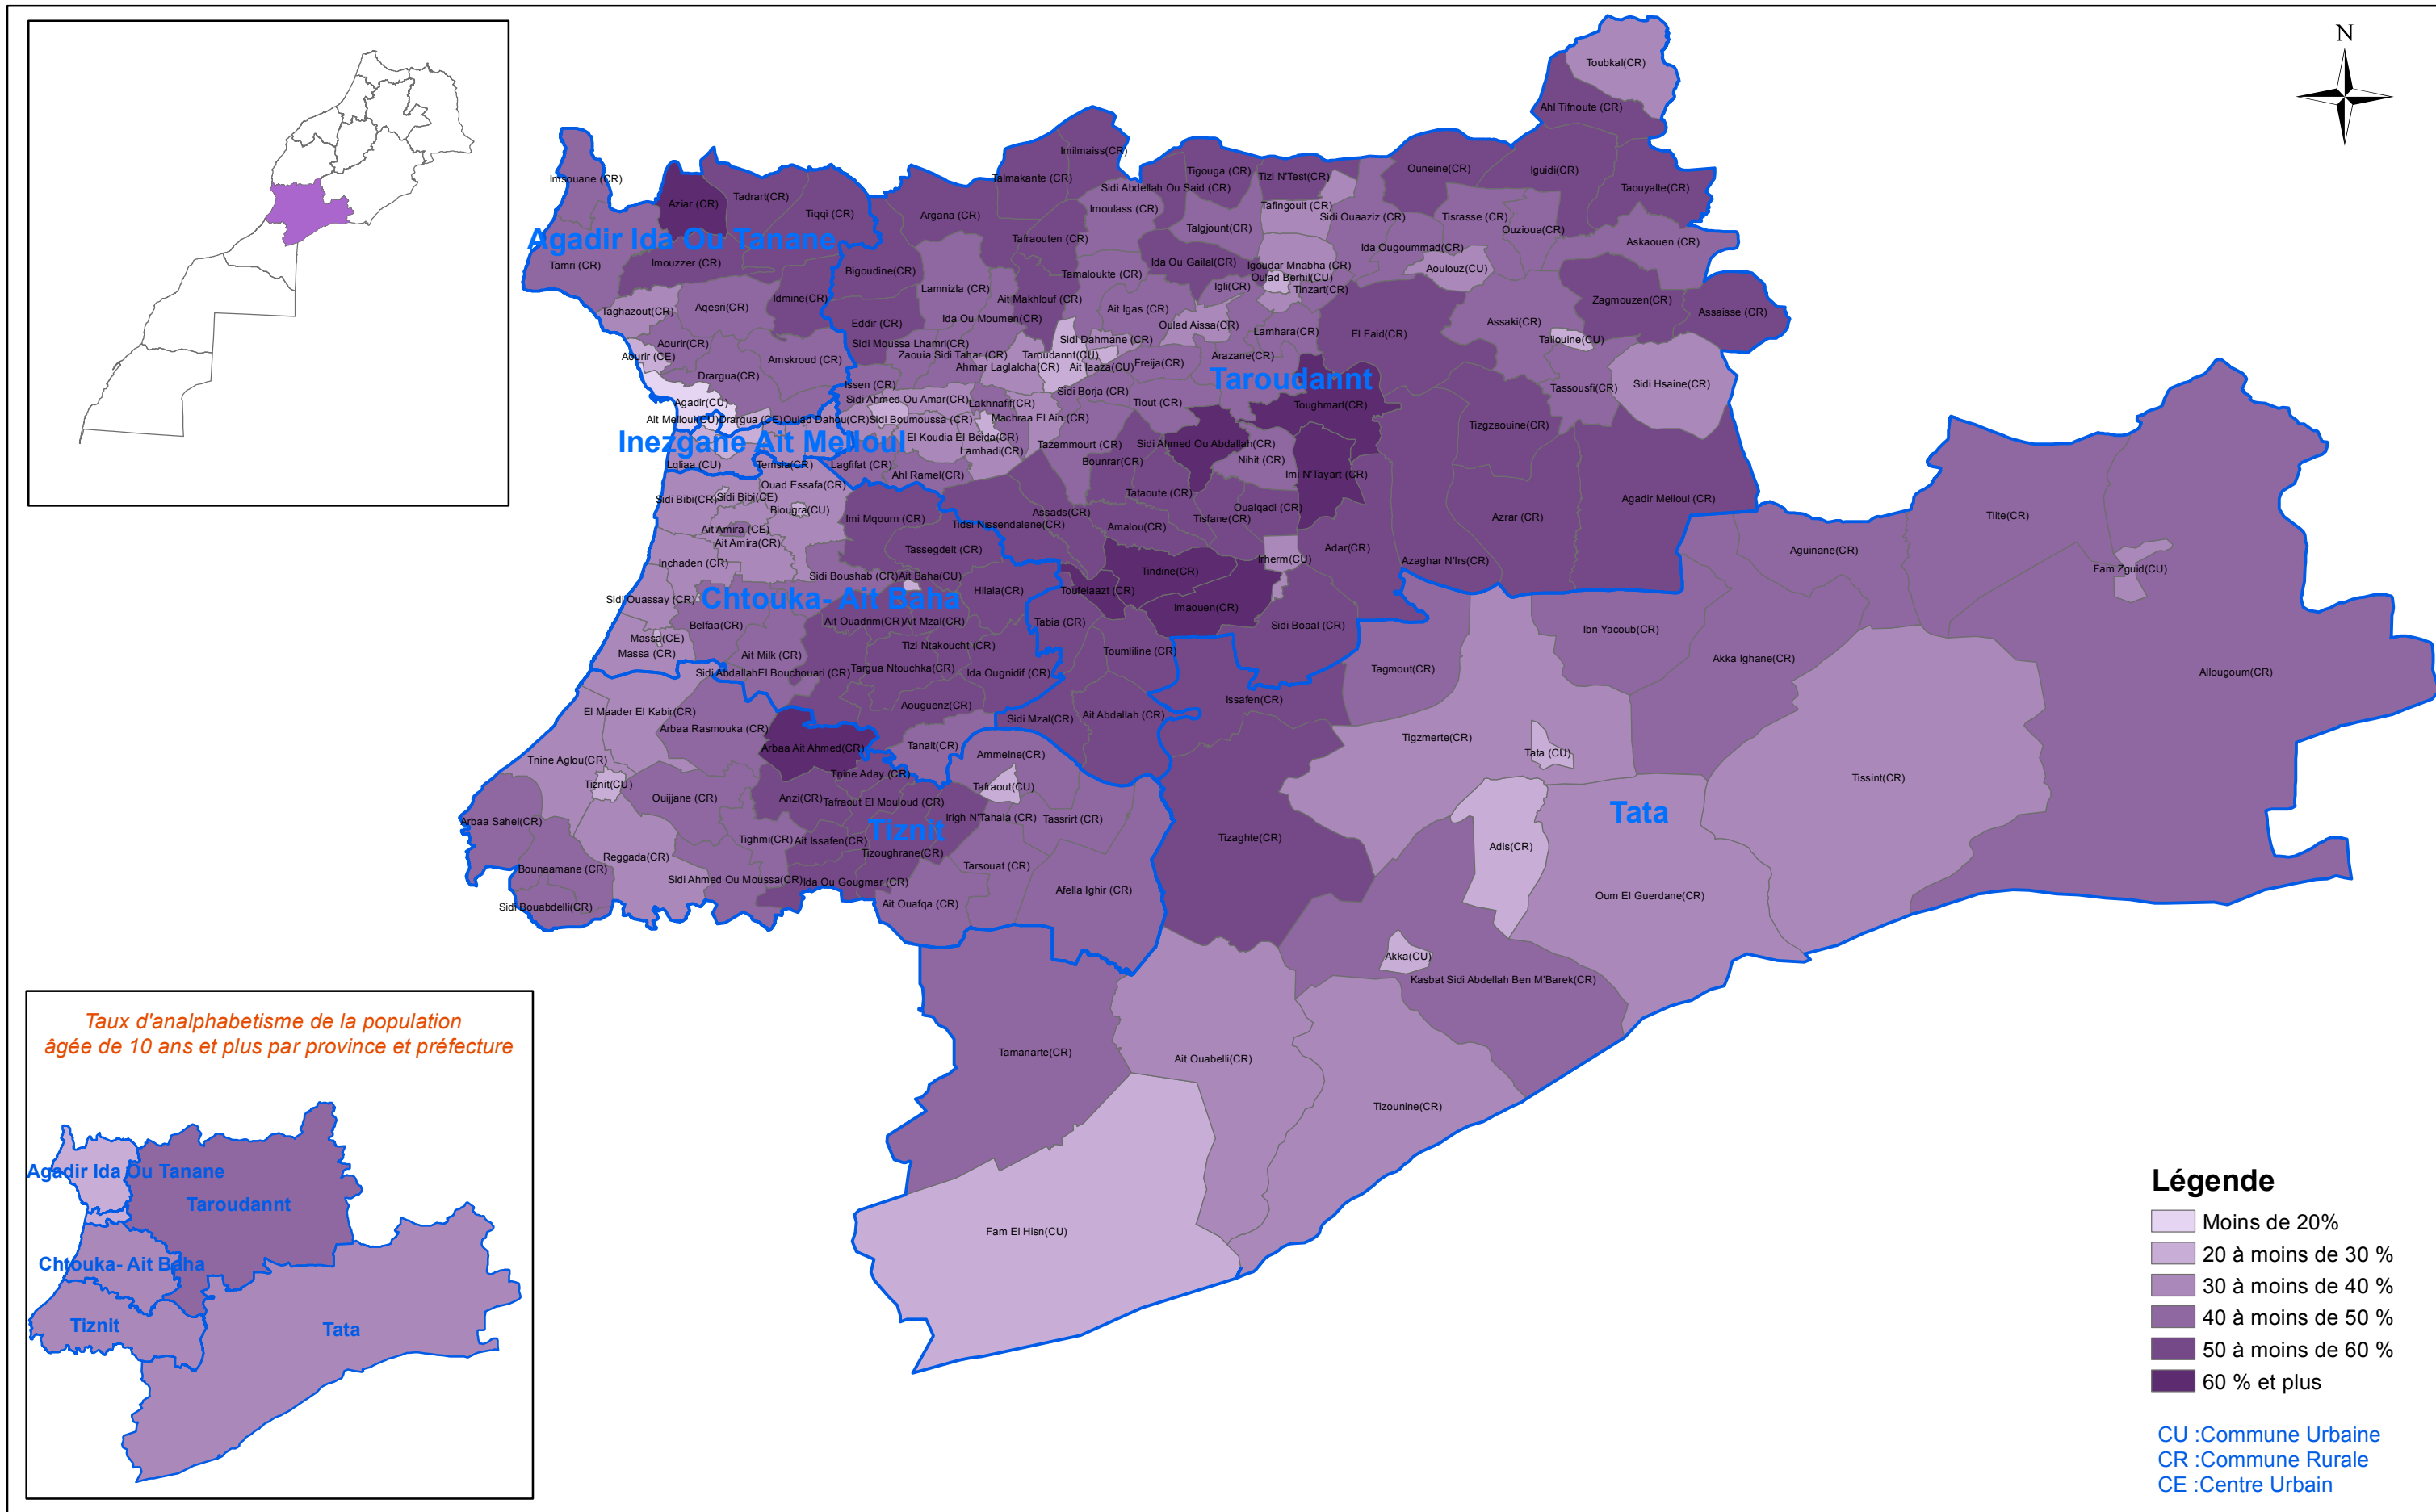 N
Toubkal(CR)
Ahl Tifnoute (CR)
Imilmaiss(CR)
Imsouane (CR)
Talmakante (CR)
Tigouga (CR)
Tizi N'Test(CR)
Ouneine(CR)
Iguidi(CR)
Sidi Abdellah Ou Said (CR)
Taouyalte(CR)
Aziar (CR)
Tadrart(CR)
Tiqqi (CR)
Argana (CR)
Imoulass (CR)
Tafingoult (CR)
Sidi Ouaaziz (CR)
Tisrasse (CR)
Talgjount(CR)
Ouzioua(CR)
Agadir Ida Ou Tanane
Tafraouten (CR)
Ida Ougoummad(CR)
Askaouen (CR)
Tamri (CR)
Imouzzer (CR)
Bigoudine(CR)
Tamaloukte (CR)
Ida Ou Gailal(CR)
Igoudar Mnabha (CR)
Aoulouz(CU)
Oulad Berhil(CU)
Lamnizla (CR)
Igli(CR)
Tinzart(CR)
Idmine(CR)
Ait Makhlouf (CR)
Zagmouzen(CR)
Taghazout(CR)
Aqesri(CR)
Ait Igas (CR)
Assaisse (CR)
Eddir (CR)
Ida Ou Moumen(CR)
Oulad Aissa(CR)
Lamhara(CR)
El Faid(CR)
Assaki(CR)
Aourir(CR)
Sidi Moussa Lhamri(CR)
Sidi Dahmane (CR)
Taliouine(CU)
Aourir (CE)
Amskroud (CR)
Zaouia Sidi Tahar (CR)
Taroudannt(CU)
Arazane(CR)
Ahmar Laglalcha(CR)
Ait Iaaza(CU)
Freija(CR)
Drargua(CR)
Issen (CR)
Taroudannt
Tassousfi(CR)
Sidi Hsaine(CR)
Sidi Borja (CR)
Agadir(CU)
Sidi Ahmed Ou Amar(CR)
Lakhnafif(CR)
Tiout (CR)
Toughmart(CR)
Ait Melloul(CU)
Drargua (CE)
Oulad Dahou(CR)
Sidi Boumoussa (CR)
Machraa El Ain (CR)
Tizgzaouine(CR)
Inezgane Ait Melloul
El Koudia El Beida(CR)
Tazemmourt (CR)
Sidi Ahmed Ou Abdallah(CR)
Lamhadi(CR)
Lqliaa (CU)
Temsia(CR)
Lagfifat (CR)
Bounrar(CR)
Nihit (CR)
Ahl Ramel(CR)
Imi N'Tayart (CR)
Ouad Essafa(CR)
Sidi Bibi(CR)
Sidi Bibi(CE)
Tataoute (CR)
Agadir Melloul (CR)
Biougra(CU)
Assads(CR)
Oualqadi (CR)
Imi Mqourn (CR)
Tidsi Nissendalene(CR)
Amalou(CR)
Tisfane(CR)
Azrar (CR)
Tlite(CR)
Ait Amira (CE)
Ait Amira(CR)
Tassegdelt (CR)
Adar(CR)
Aguinane(CR)
Inchaden (CR)
Irherm(CU)
Azaghar N'Irs(CR)
Fam Zguid(CU)
Sidi Boushab (CR)
Ait Baha(CU)
Tindine(CR)
Sidi Ouassay (CR)
Chtouka- Ait Baha
Hilala(CR)
Toufelaazt (CR)
Imaouen(CR)
Belfaa(CR)
Ait Ouadrim(CR)
Ait Mzal(CR)
Tabia (CR)
Sidi Boaal (CR)
Ibn Yacoub(CR)
Massa(CE)
Massa (CR)
Ait Milk (CR)
Tizi Ntakoucht (CR)
Toumliline (CR)
Akka Ighane(CR)
Sidi AbdallahEl Bouchouari (CR)
Targua Ntouchka(CR)
Ida Ougnidif (CR)
Tagmout(CR)
Allougoum(CR)
El Maader El Kabir(CR)
Aouguenz(CR)
Issafen(CR)
Arbaa Rasmouka (CR)
Sidi Mzal(CR)
Ait Abdallah (CR)
Arbaa Ait Ahmed(CR)
Tanalt(CR)
Ammelne(CR)
Tigzmerte(CR)
Tata (CU)
Tnine Aglou(CR)
Tnine Aday (CR)
Tissint(CR)
Tiznit(CU)
Tafraout(CU)
Ouijjane (CR)
Anzi(CR)
Tafraout El Mouloud (CR)
Tata
Arbaa Sahel(CR)
Tiznit
Irigh N'Tahala (CR)
Tassrirt (CR)
Tighmi(CR)
Ait Issafen(CR)
Tizaghte(CR)
Adis(CR)
Reggada(CR)
Tizoughrane(CR)
Bounaamane (CR)
Sidi Ahmed Ou Moussa(CR)
Ida Ou Gougmar (CR)
Tarsouat (CR)
Afella Ighir (CR)
Oum El Guerdane(CR)
Sidi Bouabdelli(CR)
Ait Ouafqa (CR)
Akka(CU)
Kasbat Sidi Abdellah Ben M'Barek(CR)
Tamanarte(CR)
Ait Ouabelli(CR)
Tizounine(CR)
Fam El Hisn(CU)
Taux d'analphabetisme de la population
âgée de 10 ans et plus par province et préfecture
Agadir Ida Ou Tanane
Taroudannt
Chtouka- Ait Baha
Tiznit
Tata
Légende
Moins de 20%
20 à moins de 30 %
30 à moins de 40 %
40 à moins de 50 %
50 à moins de 60 %
60 % et plus
CU :Commune Urbaine
CR :Commune Rurale
CE :Centre Urbain